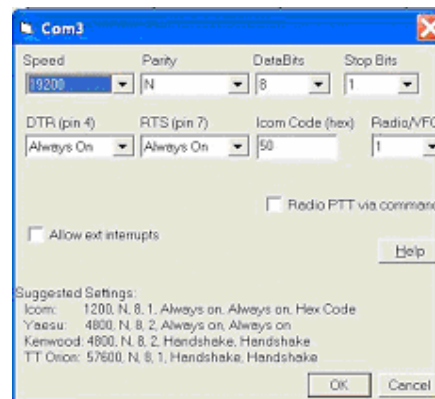 Com3
Speed Parity DataBits Stop Bits
19200 N 8 1
DTR (pin 4) RTS (pin 7) Icom Code (hex) Radio/VFO
Always On Always On 50 1
Radio PTT via command
Allow ext interrupts
Help
Suggested Settings:
Icom: 1200, N, 8, 1, Always on, Always on, Hex Code
Yaesu: 4800, N, 8, 2, Always on, Always on
Kenwood: 4800, N, 8, 2, Handshake, Handshake
TT Orion: 57600, N, 8, 1, Handshake, Handshake
OK Cancel